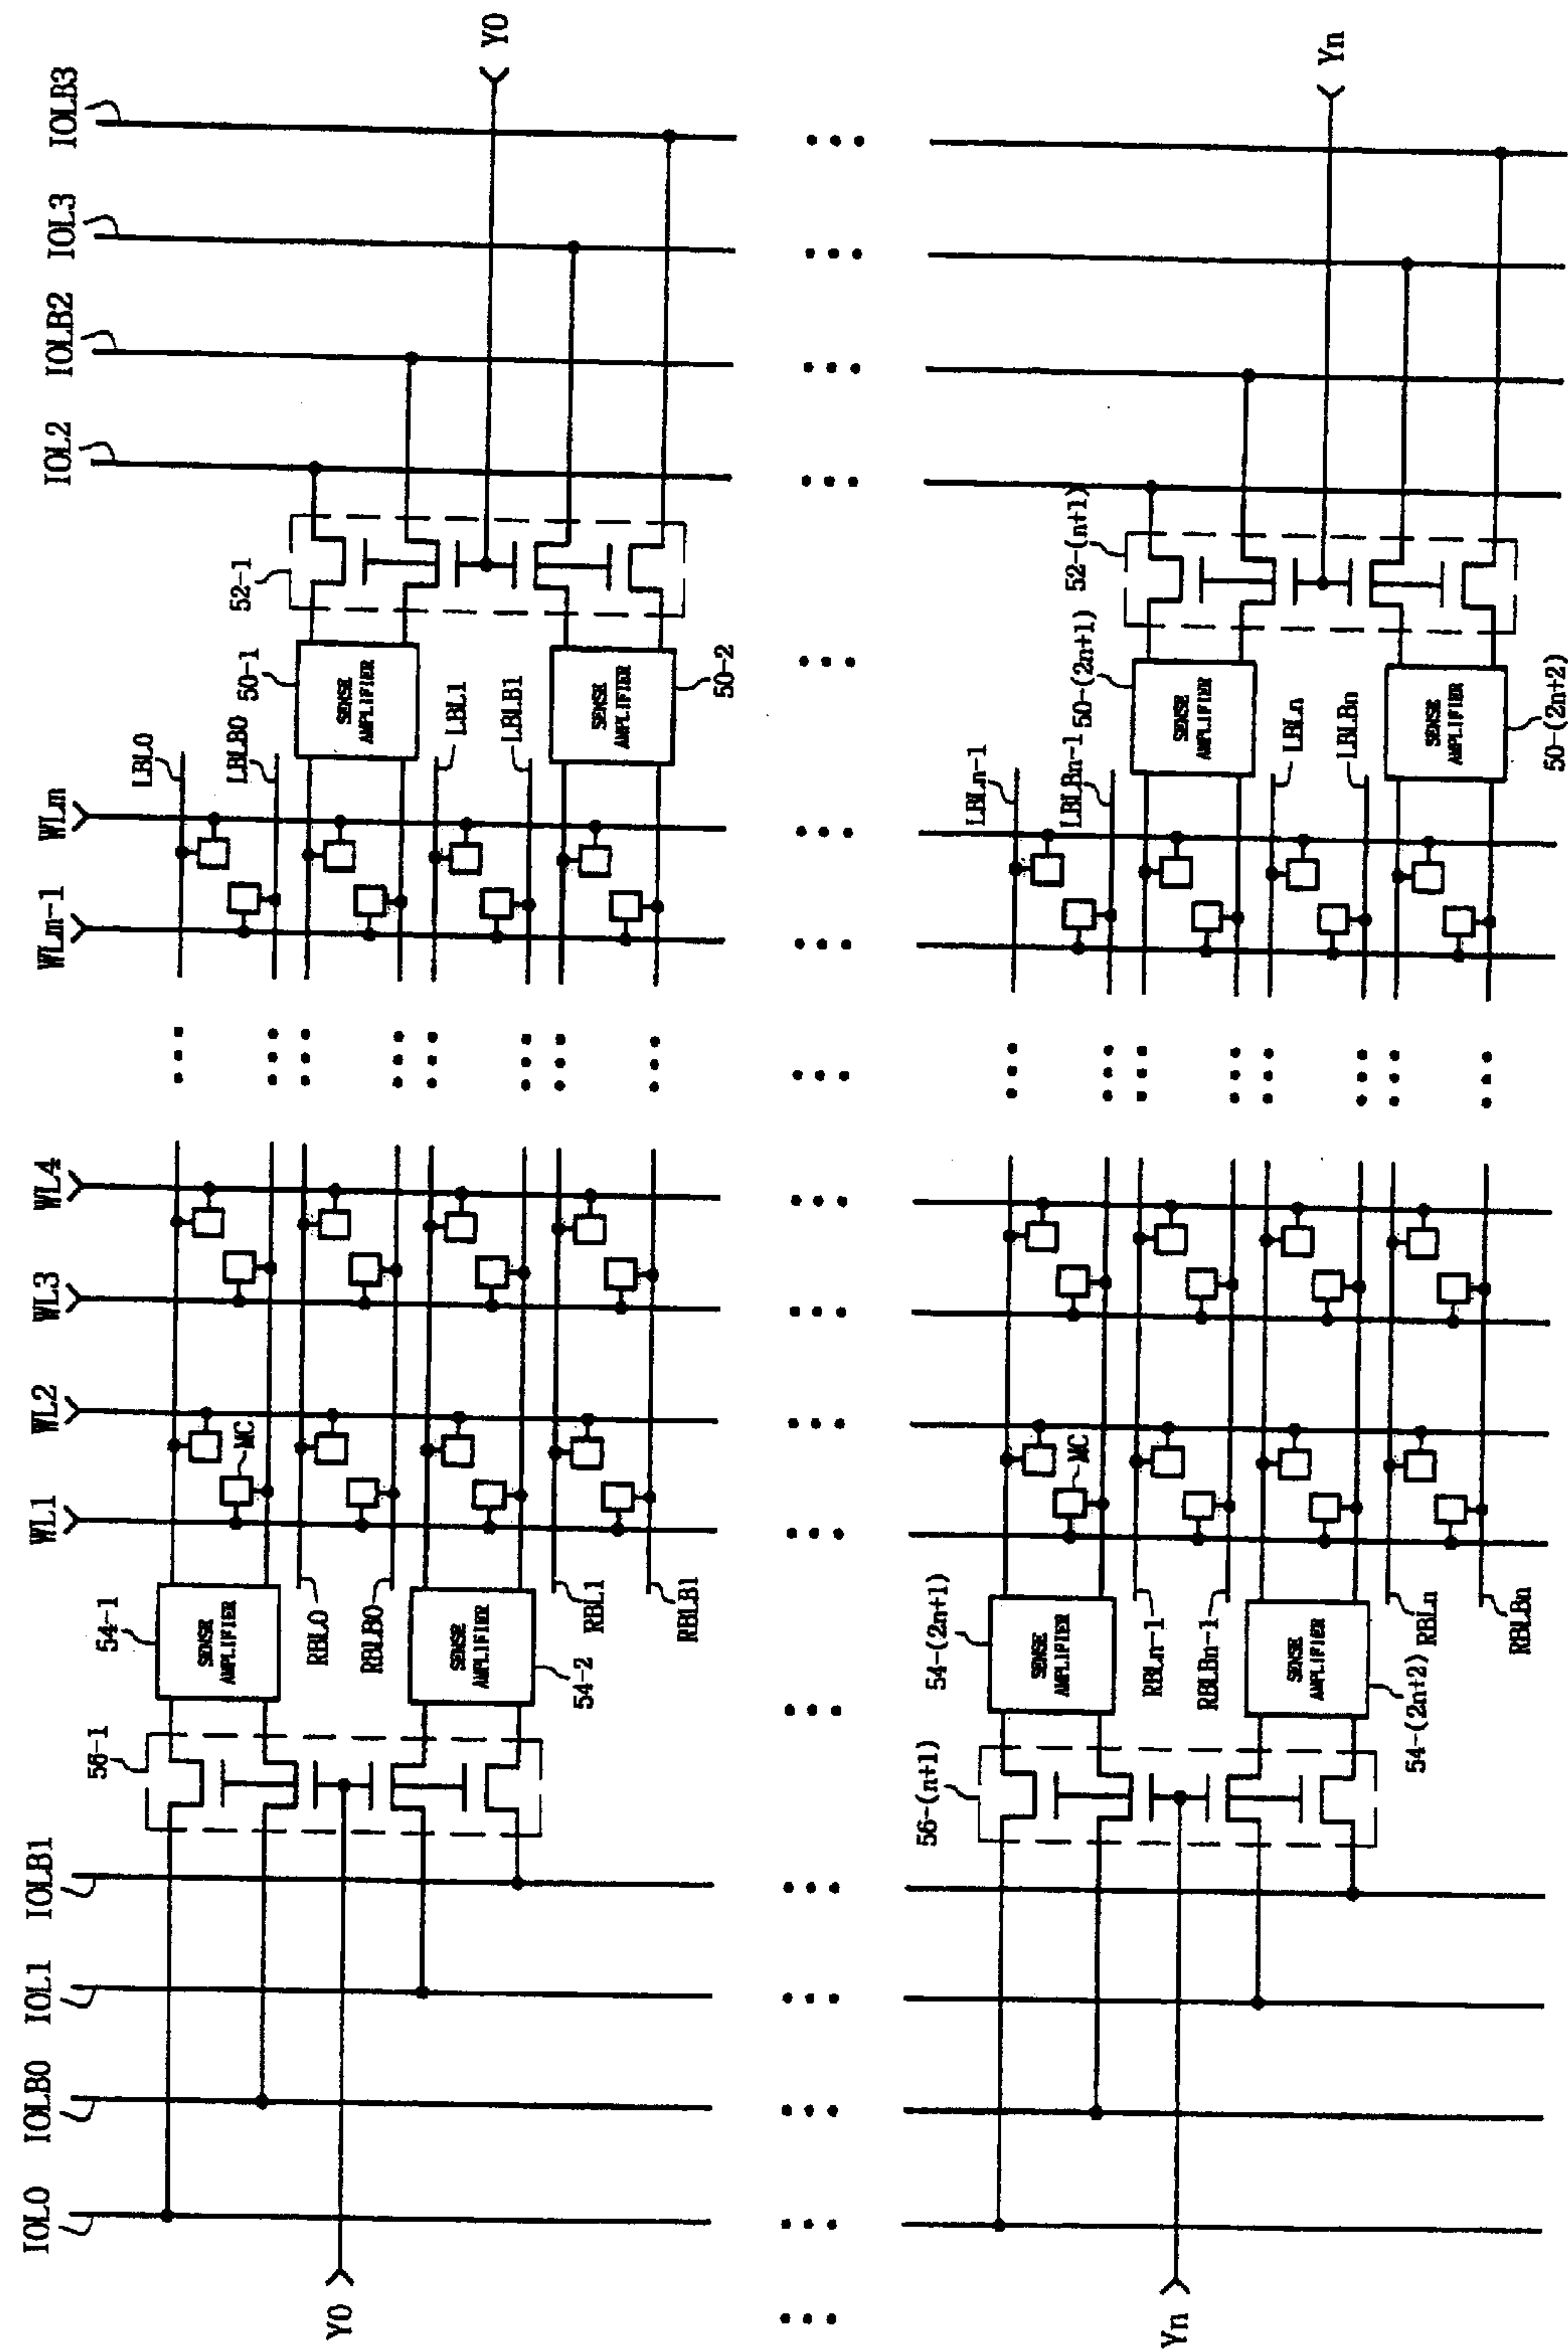 IOLB3
IOL3
IOLB2
IOL2
WLm
WLm-1
WL4
WL3
WL2
WL1
IOLB1
IOL1
IOLB0
IOL0
Y0
52-1
50-1
SENSE
AMPLIFIER
SENSE
AMPLIFIER
50-2
LBL0
LBLB0
LBL1
LBLB1
MC
54-1
SENSE
AMPLIFIER
RBL0
RBLB0
SENSE
AMPLIFIER
54-2
RBL1
RBLB1
56-1
Y0
Yn
52-(n+1)
50-(2n+1)
SENSE
AMPLIFIER
SENSE
AMPLIFIER
50-(2n+2)
LBLn-1
LBLBn-1
LBLn
LBLBn
MC
54-(2n+1)
SENSE
AMPLIFIER
RBLn-1
RBLBn-1
SENSE
AMPLIFIER
54-(2n+2)
RBLn
RBLBn
56-(n+1)
Yn